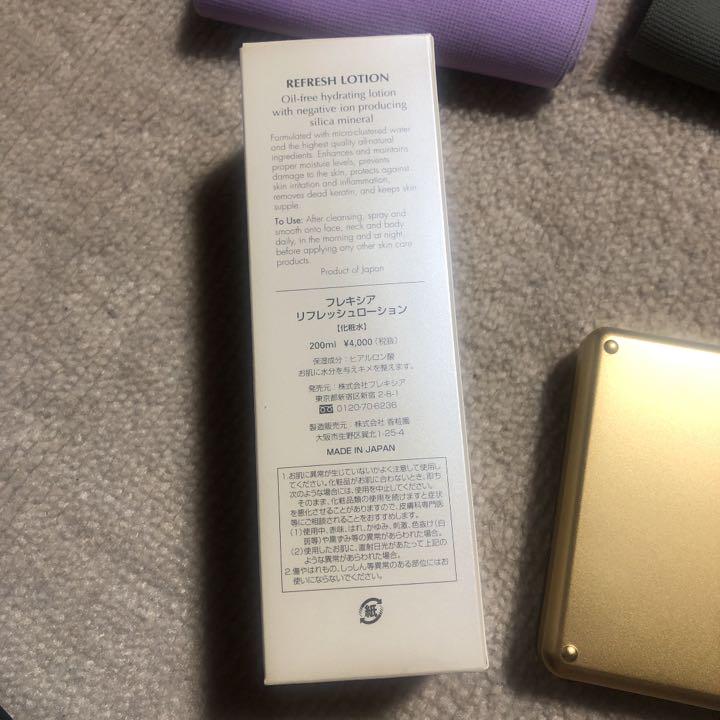 REFRESH LOTION
Oil-free hydrating lotion
with negative ion producing
silica mineral
Formulated with micro-clustered water
and the highest quality all-natural
ingredients. Enhances and maintains
proper moisture levels, prevents
damage to the skin, protects against
skin irritation and inflammation,
removes dead keratin, and keeps skin
supple.
To Use: After cleansing, spray and
smooth onto face, neck and body
daily, in the morning and at night,
before applying any other skin care
products.
Product of Japan
フレキシア
リフレッシュローション
【化粧水】
200ml ¥4,000（税抜）
保湿成分：ヒアルロン酸
お肌に水分を与えキメを整えます。
発売元：株式会社フレキシア
東京都新宿区新宿 2-8-1
0120-70-6236
製造販売元：株式会社 香粧園
大阪市生野区巽北1-25-4
MADE IN JAPAN
1.お肌に異常が生じていないかよく注意して使用し
てください。化粧品がお肌に合わないとき、即ち
次のような場合には、使用を中止してください。
そのまま、化粧品類の使用を続けますと症状
を悪化させることがありますので、皮膚科専門医
等にご相談されることをおすすめします。
(1)使用中、赤味、はれ、かゆみ、刺激、色抜け(白
斑等)や黒ずみ等の異常があらわれた場合。
(2)使用したお肌に、直射日光があたって上記の
ような異常があらわれた場合。
2.傷やはれもの、しっしん等異常のある部位にはお
使いにならないでください。
紙